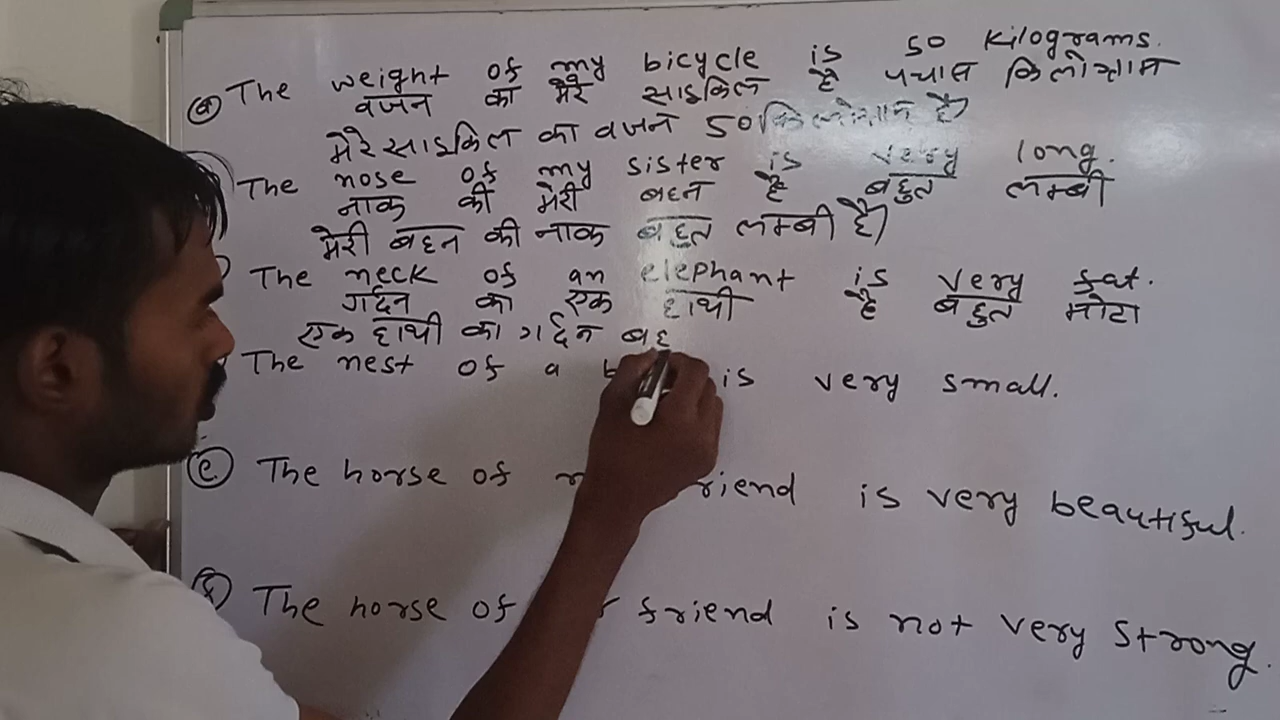 (a) The weight of my bicycle is 50 kilograms.
वजन का मेरे साइकिल है पचास किलोग्राम
मेरे साइकिल का वजन 50 किलोग्राम है।
The nose of my sister is very long.
नाक की मेरी बहन है बहुत लम्बी
मेरी बहन की नाक बहुत लम्बी है।
The neck of an elephant is very fat.
गर्दन का एक हाथी है बहुत मोटा
एक हाथी का गर्दन बह
The nest of a is very small.
(e) The horse of friend is very beautiful.
(f) The horse of friend is not very strong.